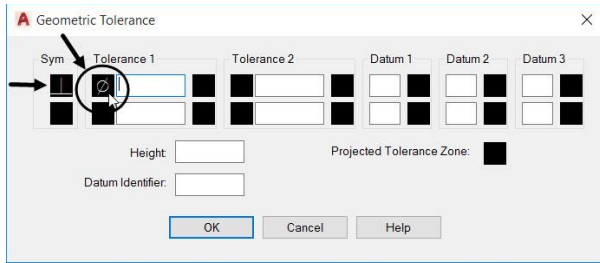 A Geometric Tolerance
Sym Tolerance 1 Tolerance 2 Datum 1 Datum 2 Datum 3
Ø
Height:
Projected Tolerance Zone:
Datum Identifier:
OK Cancel Help